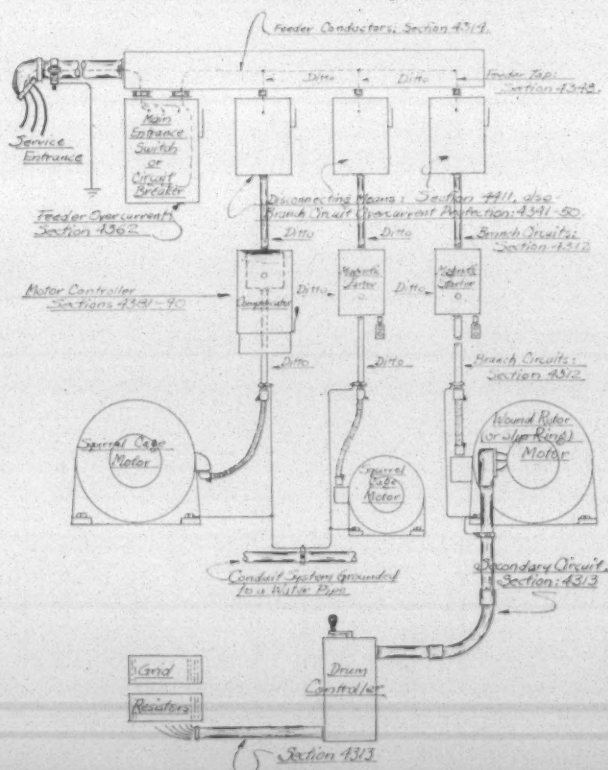 Feeder Conductors: Section 4314.
Ditto
Ditto
Feeder Tap:
Section 4343
Service
Entrance
Main
Entrance
Switch
or
Circuit
Breaker
Feeder Overcurrent:
Section 4362
Disconnecting Means: Section 4411, also
Branch Circuit Overcurrent Protection: 4341-50.
Ditto
Ditto
Branch Circuits:
Section 4312
Motor Controller
Sections 4381-90
Compensator
Ditto
Magnetic
Starter
Ditto
Magnetic
Starter
Ditto
Ditto
Branch Circuits:
Section 4312
Squirrel Cage
Motor
Squirrel
Cage
Motor
Wound Rotor
(or Slip Ring)
Motor
Conduit System Grounded
to a Water Pipe
Secondary Circuit,
Section: 4313
Grid
Resistors
Drum
Controller
Section 4313